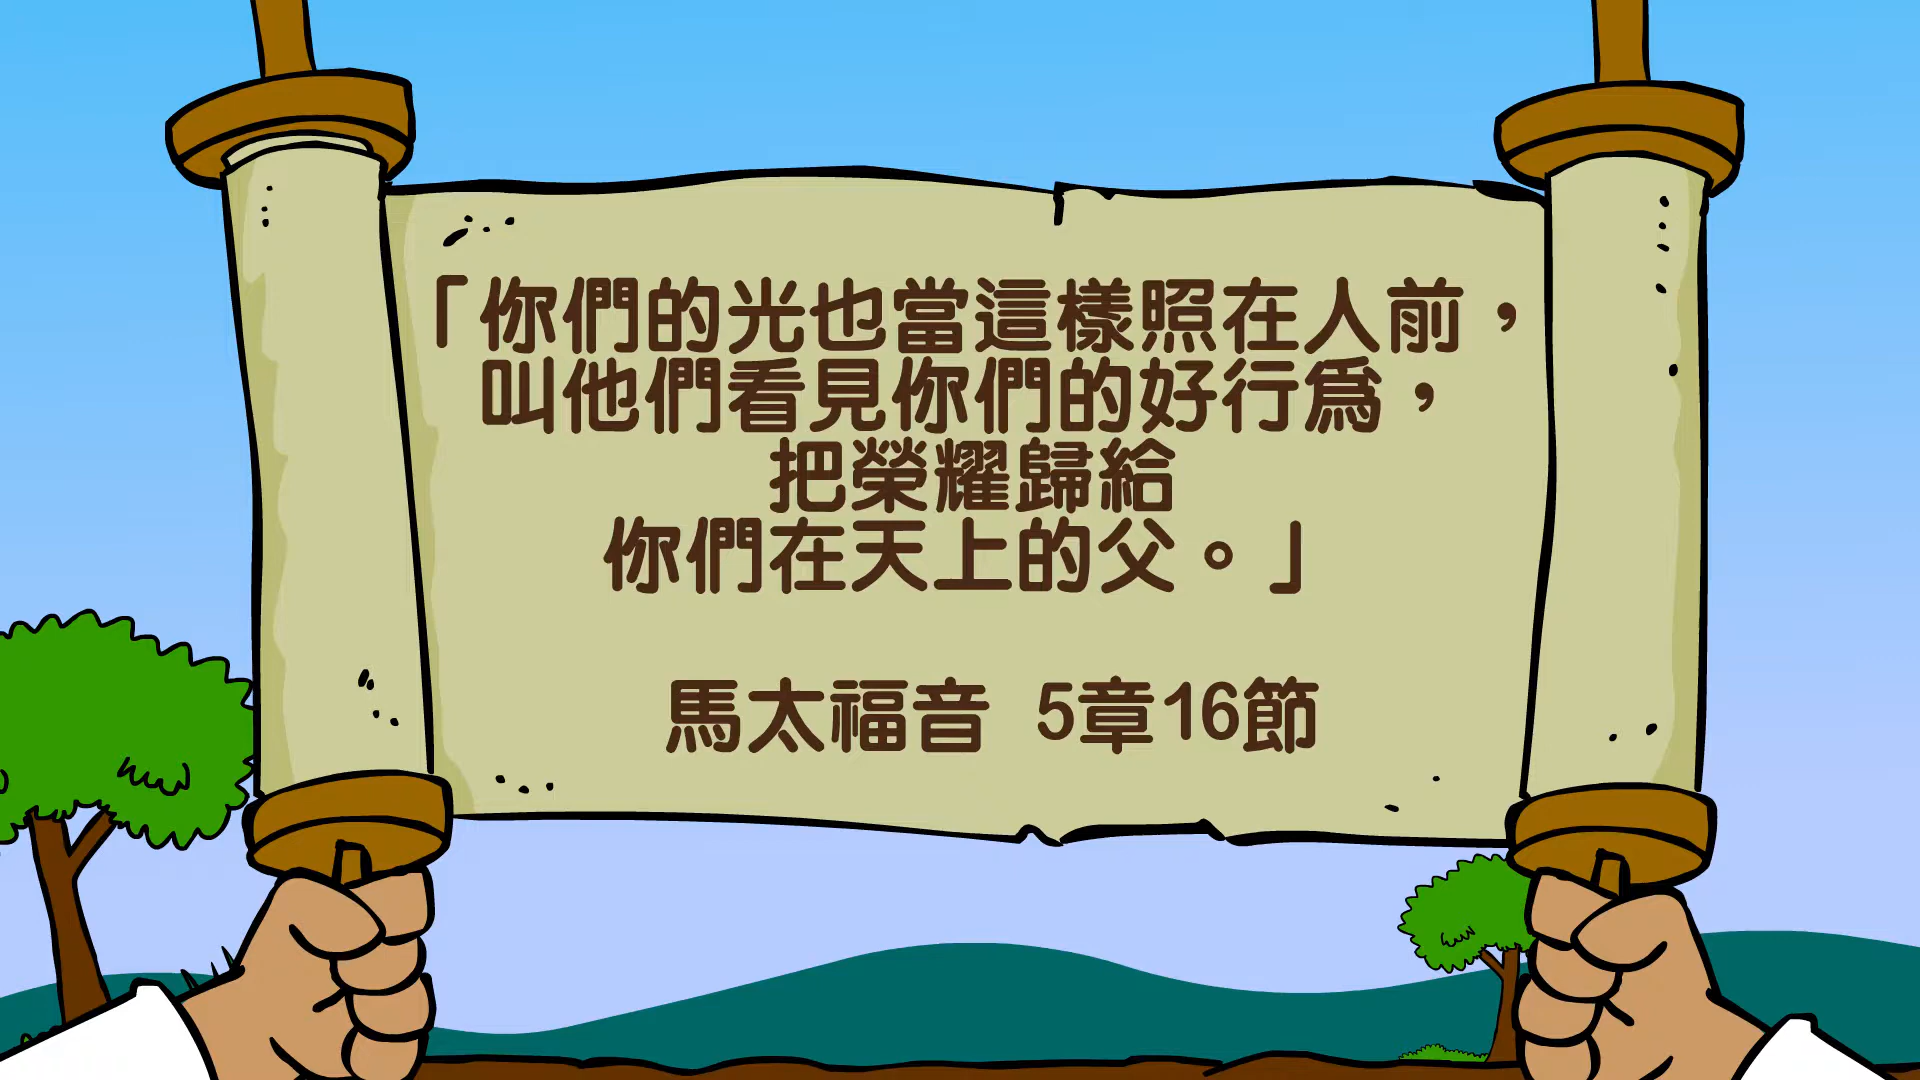 「你們的光也當這樣照在人前，
叫他們看見你們的好行為，
把榮耀歸給
你們在天上的父。」
馬太福音 5章16節